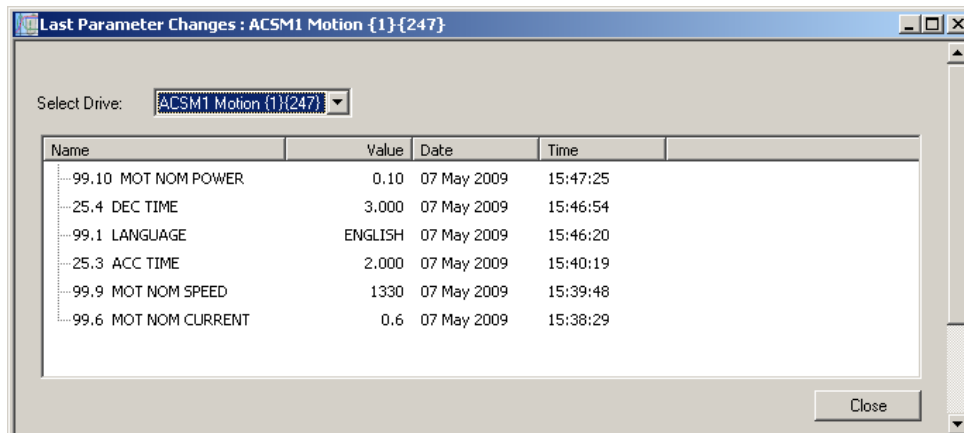 Last Parameter Changes : ACSM1 Motion {1}{247}
Select Drive: ACSM1 Motion {1}{247}
Name Value Date Time
99.10 MOT NOM POWER 0.10 07 May 2009 15:47:25
25.4 DEC TIME 3.000 07 May 2009 15:46:54
99.1 LANGUAGE ENGLISH 07 May 2009 15:46:20
25.3 ACC TIME 2.000 07 May 2009 15:40:19
99.9 MOT NOM SPEED 1330 07 May 2009 15:39:48
99.6 MOT NOM CURRENT 0.6 07 May 2009 15:38:29
Close